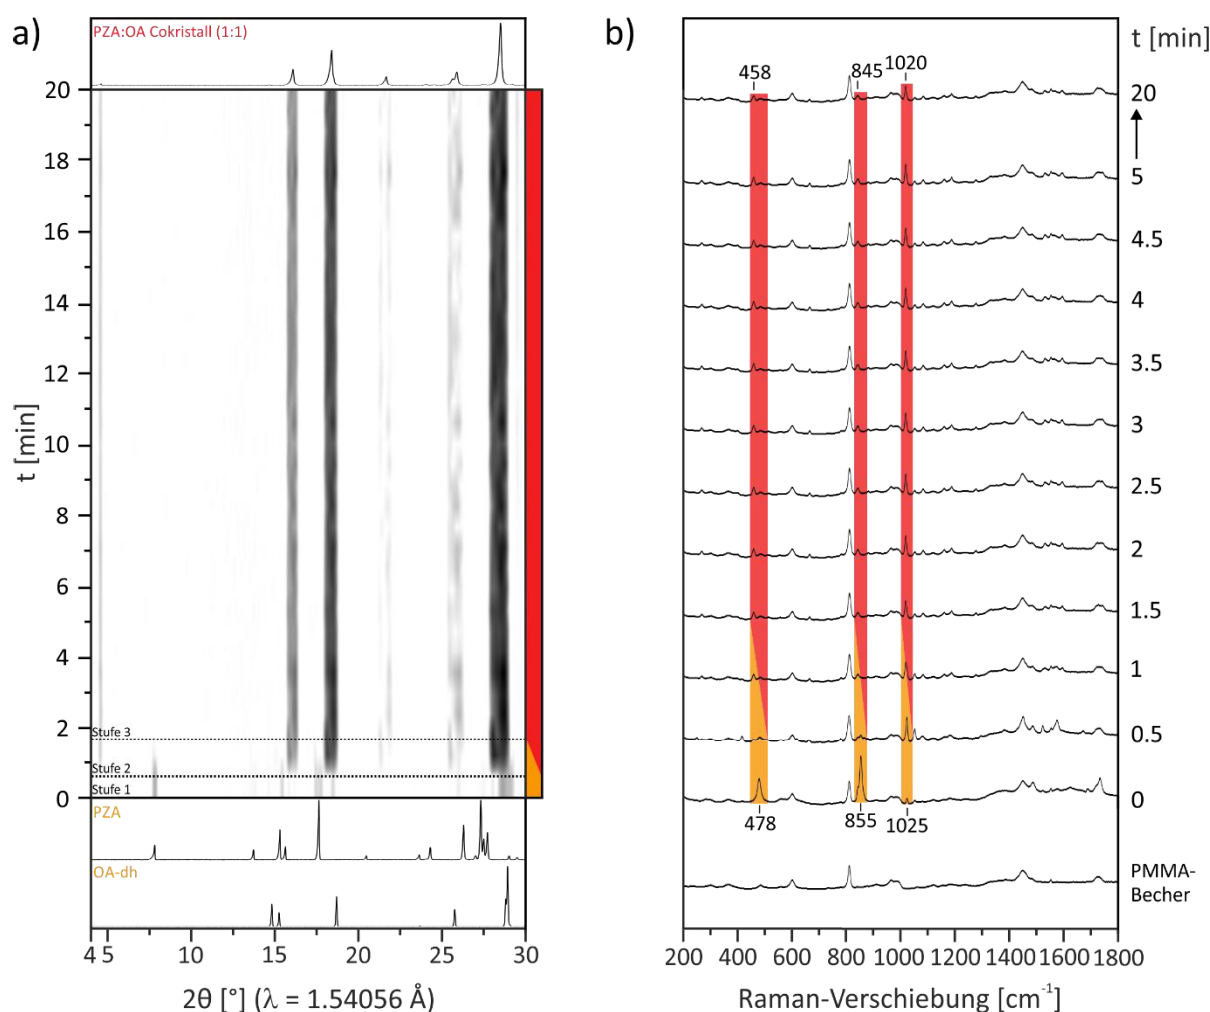 a)
PZA:OA Cokristall (1:1)
20
18
16
14
12
10
8
6
4
2
0
t [min]
Stufe 3
Stufe 2
Stufe 1
PZA
OA-dh
4 5 10 15 20 25 30
2θ [°] (λ = 1.54056 Å)
b)
t [min]
458 845 1020
20
5
4.5
4
3.5
3
2.5
2
1.5
1
0.5
0
478 855 1025
PMMA-
Becher
200 400 600 800 1000 1200 1400 1600 1800
Raman-Verschiebung [cm⁻¹]